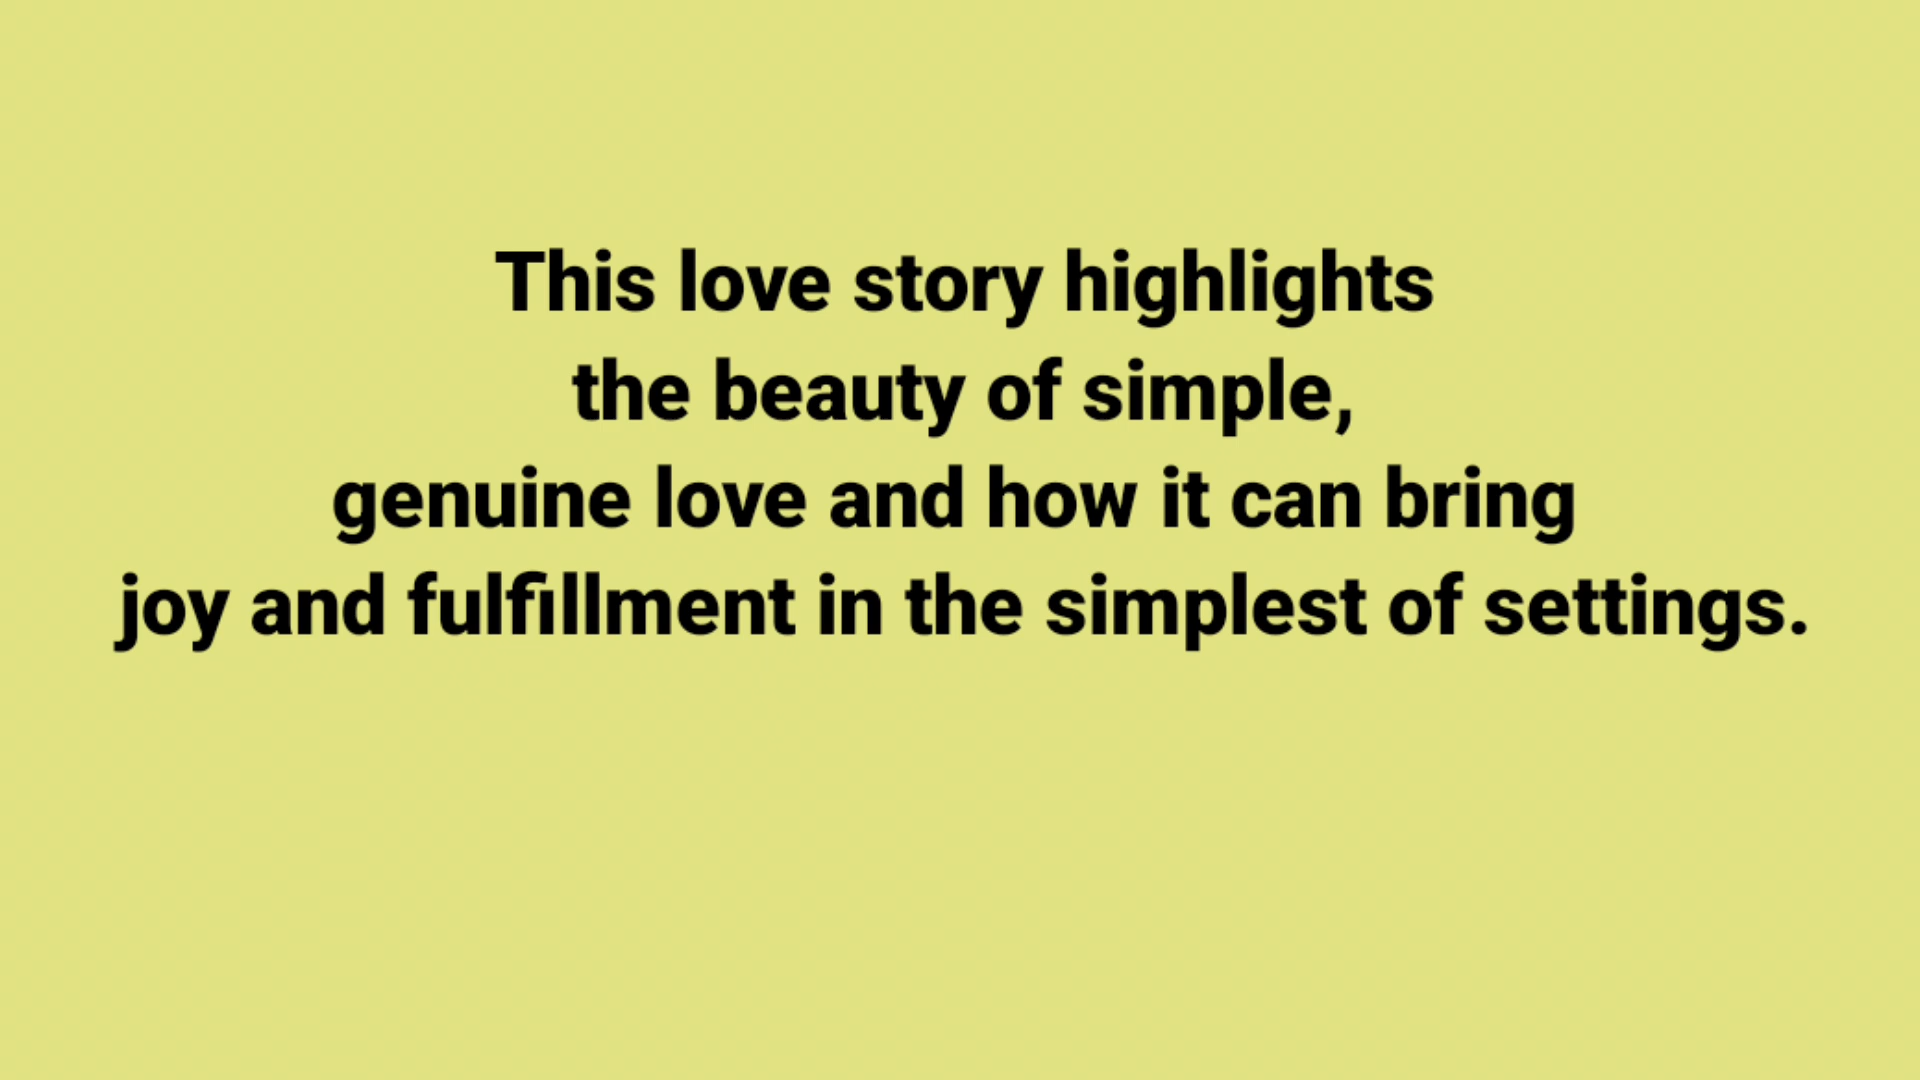 This love story highlights
the beauty of simple,
genuine love and how it can bring
joy and fulfillment in the simplest of settings.